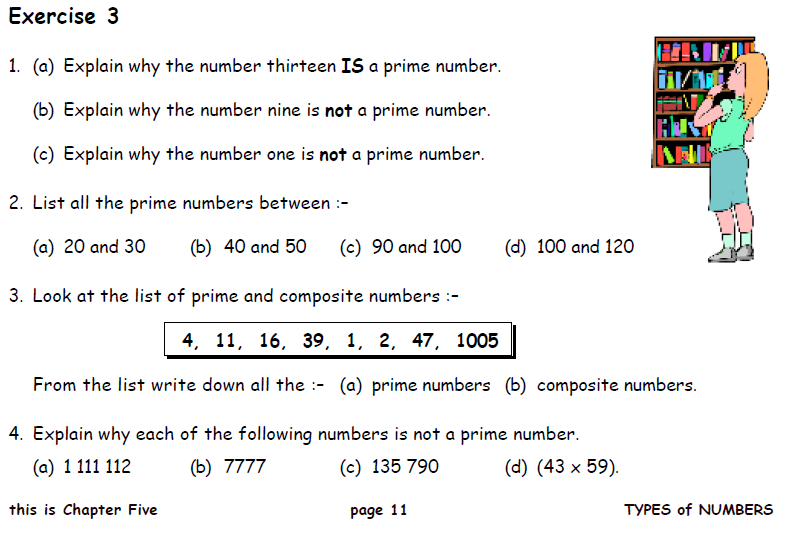 Exercise 3
1. (a) Explain why the number thirteen IS a prime number.
(b) Explain why the number nine is not a prime number.
(c) Explain why the number one is not a prime number.
2. List all the prime numbers between :-
(a) 20 and 30 (b) 40 and 50 (c) 90 and 100 (d) 100 and 120
3. Look at the list of prime and composite numbers :-
4, 11, 16, 39, 1, 2, 47, 1005
From the list write down all the :- (a) prime numbers (b) composite numbers.
4. Explain why each of the following numbers is not a prime number.
(a) 1 111 112 (b) 7777 (c) 135 790 (d) (43 x 59).
this is Chapter Five page 11 TYPES of NUMBERS